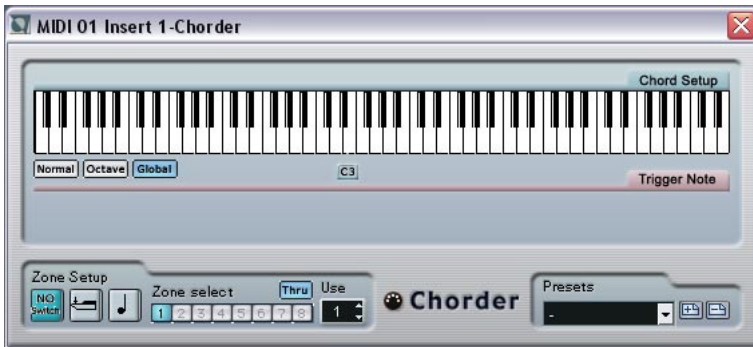 MIDI 01 Insert 1-Chorder
Chord Setup
Normal Octave Global
C3
Trigger Note
Zone Setup
NO
Switch
Zone select
Thru
Use
1 2 3 4 5 6 7 8
1
Chorder
Presets
-